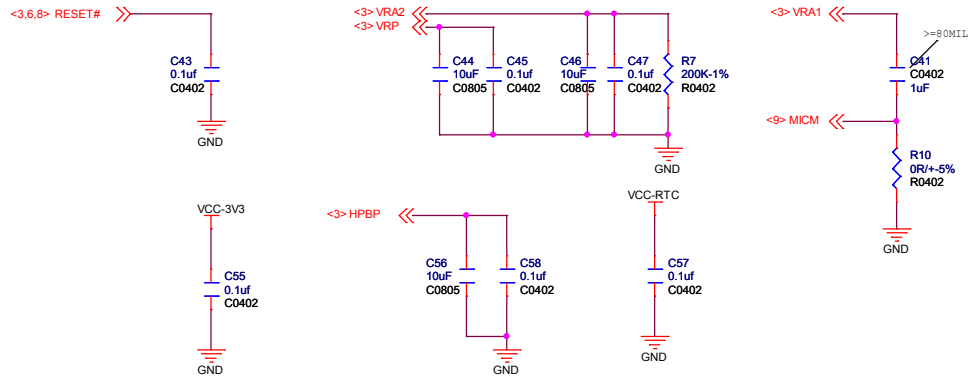 <3,6,8> RESET#
C43
0.1uf
C0402
GND
<3> VRA2
<3> VRP
C44
10uF
C0805
C45
0.1uf
C0402
C46
10uF
C0805
C47
0.1uf
C0402
R7
200K-1%
R0402
GND
<3> VRA1
>=80MIL
C41
C0402
1uF
<9> MICM
R10
0R/+-5%
R0402
GND
VCC-3V3
C55
0.1uf
C0402
GND
<3> HPBP
C56
10uF
C0805
C58
0.1uf
C0402
GND
VCC-RTC
C57
0.1uf
C0402
GND